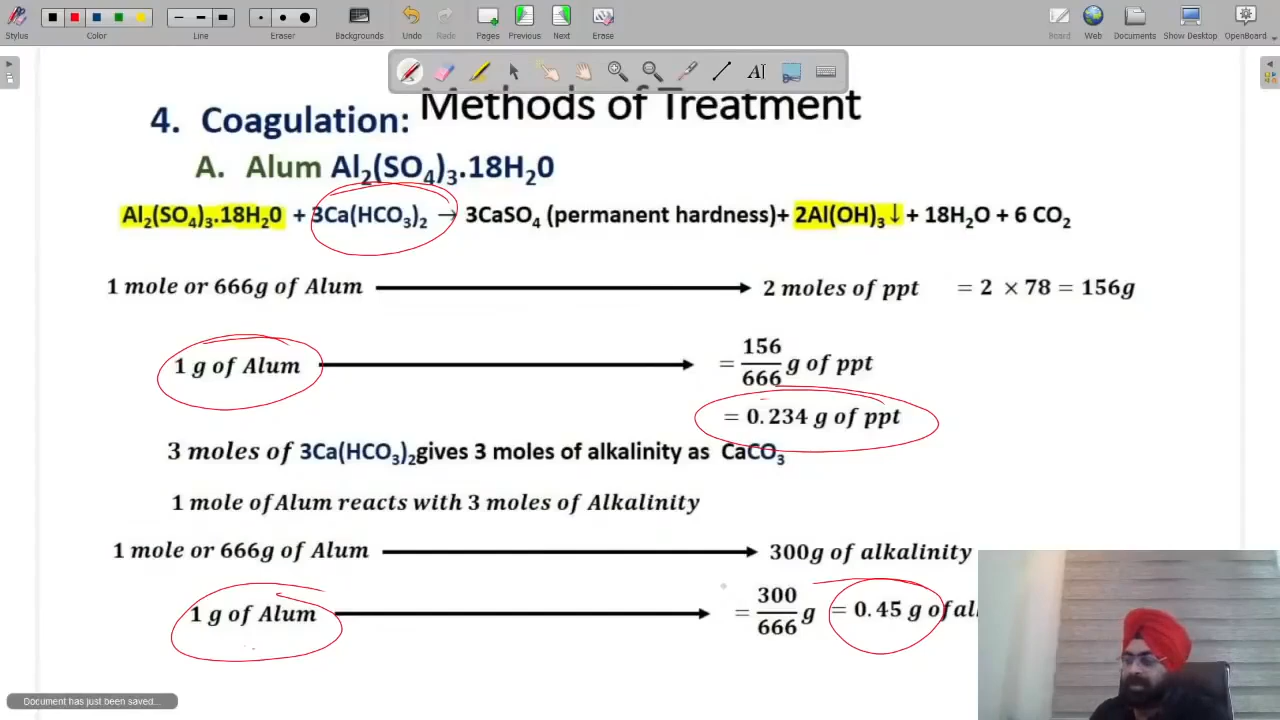 Stylus Color Line Eraser Backgrounds Undo Redo Pages Previous Next Erase Board Web Documents Show Desktop OpenBoard
Methods of Treatment
4. Coagulation:
A. Alum Al₂(SO₄)₃.18H₂0
Al₂(SO₄)₃.18H₂0 + 3Ca(HCO₃)₂ → 3CaSO₄ (permanent hardness)+ 2Al(OH)₃↓ + 18H₂O + 6 CO₂
1 mole or 666g of Alum 2 moles of ppt = 2 × 78 = 156g
1 g of Alum = 156/666 g of ppt
= 0.234 g of ppt
3 moles of 3Ca(HCO₃)₂gives 3 moles of alkalinity as CaCO₃
1 mole ofAlum reacts with 3 moles of Alkalinity
1 mole or 666g of Alum 300g of alkalinity
1 g of Alum = 300/666 g = 0.45 g ofal
Document has just been saved...